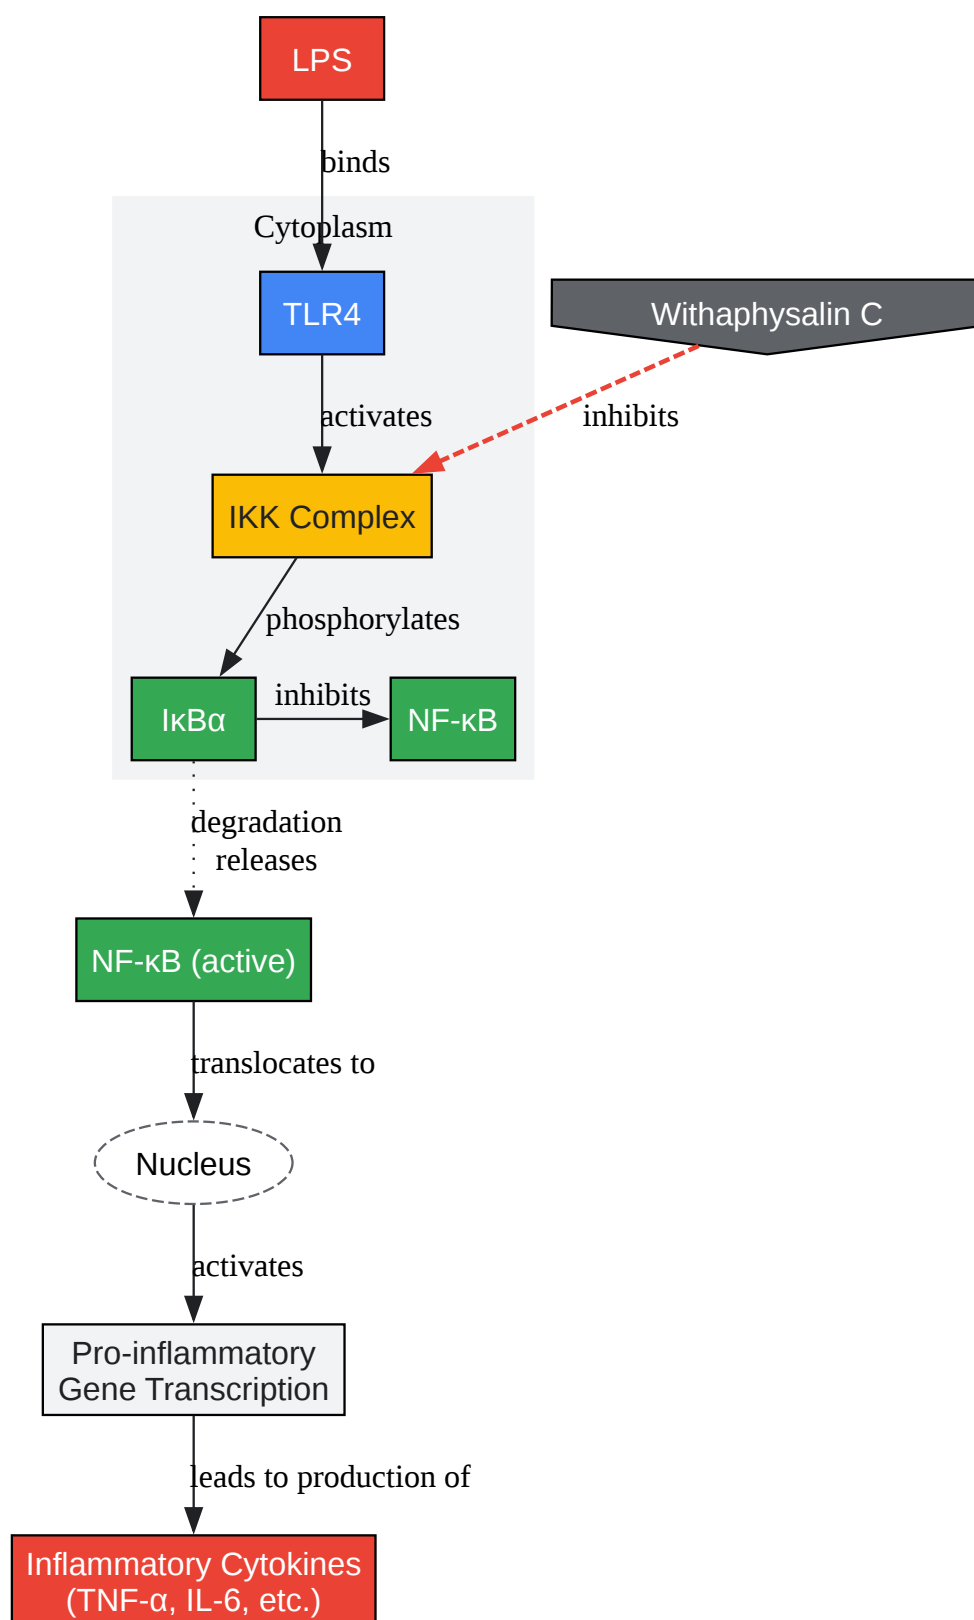 LPS
binds
Cytoplasm
TLR4
Withaphysalin C
activates
inhibits
IKK Complex
phosphorylates
IκBα
inhibits
NF-κB
degradation
releases
NF-κB (active)
translocates to
Nucleus
activates
Pro-inflammatory
Gene Transcription
leads to production of
Inflammatory Cytokines
(TNF-α, IL-6, etc.)